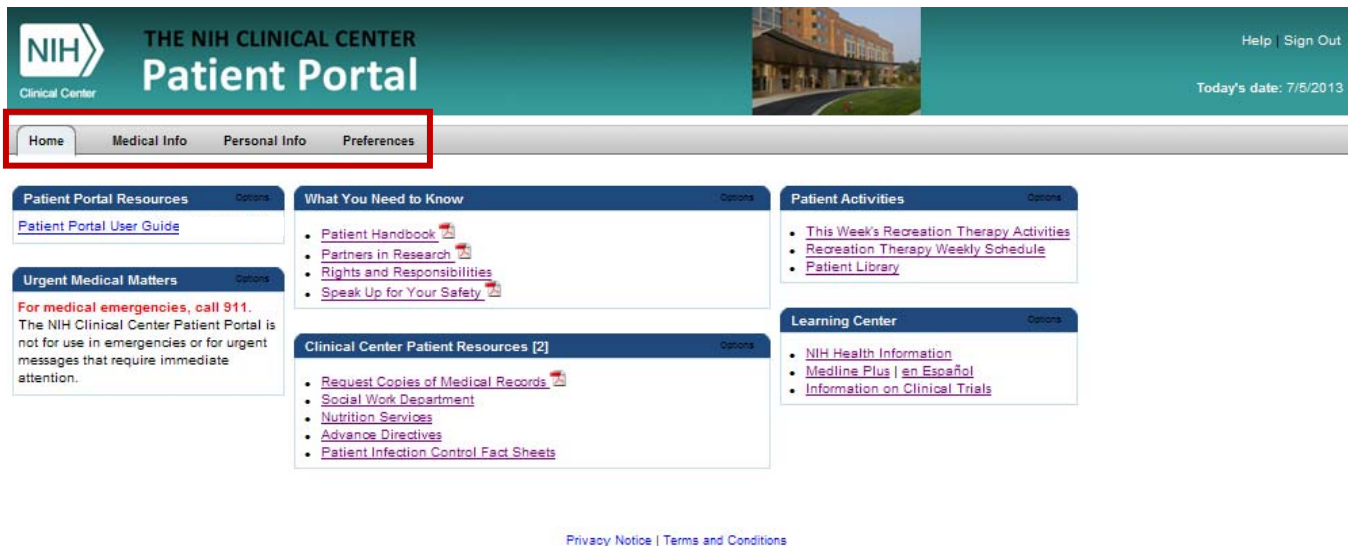 NIH
Clinical Center
THE NIH CLINICAL CENTER
Patient Portal
Help | Sign Out
Today's date: 7/5/2013
Home Medical Info Personal Info Preferences
Patient Portal Resources Options
Patient Portal User Guide
Urgent Medical Matters Options
For medical emergencies, call 911.
The NIH Clinical Center Patient Portal is
not for use in emergencies or for urgent
messages that require immediate
attention.
What You Need to Know Options
• Patient Handbook
• Partners in Research
• Rights and Responsibilities
• Speak Up for Your Safety
Clinical Center Patient Resources [2] Options
• Request Copies of Medical Records
• Social Work Department
• Nutrition Services
• Advance Directives
• Patient Infection Control Fact Sheets
Patient Activities Options
• This Week's Recreation Therapy Activities
• Recreation Therapy Weekly Schedule
• Patient Library
Learning Center Options
• NIH Health Information
• Medline Plus | en Español
• Information on Clinical Trials
Privacy Notice | Terms and Conditions